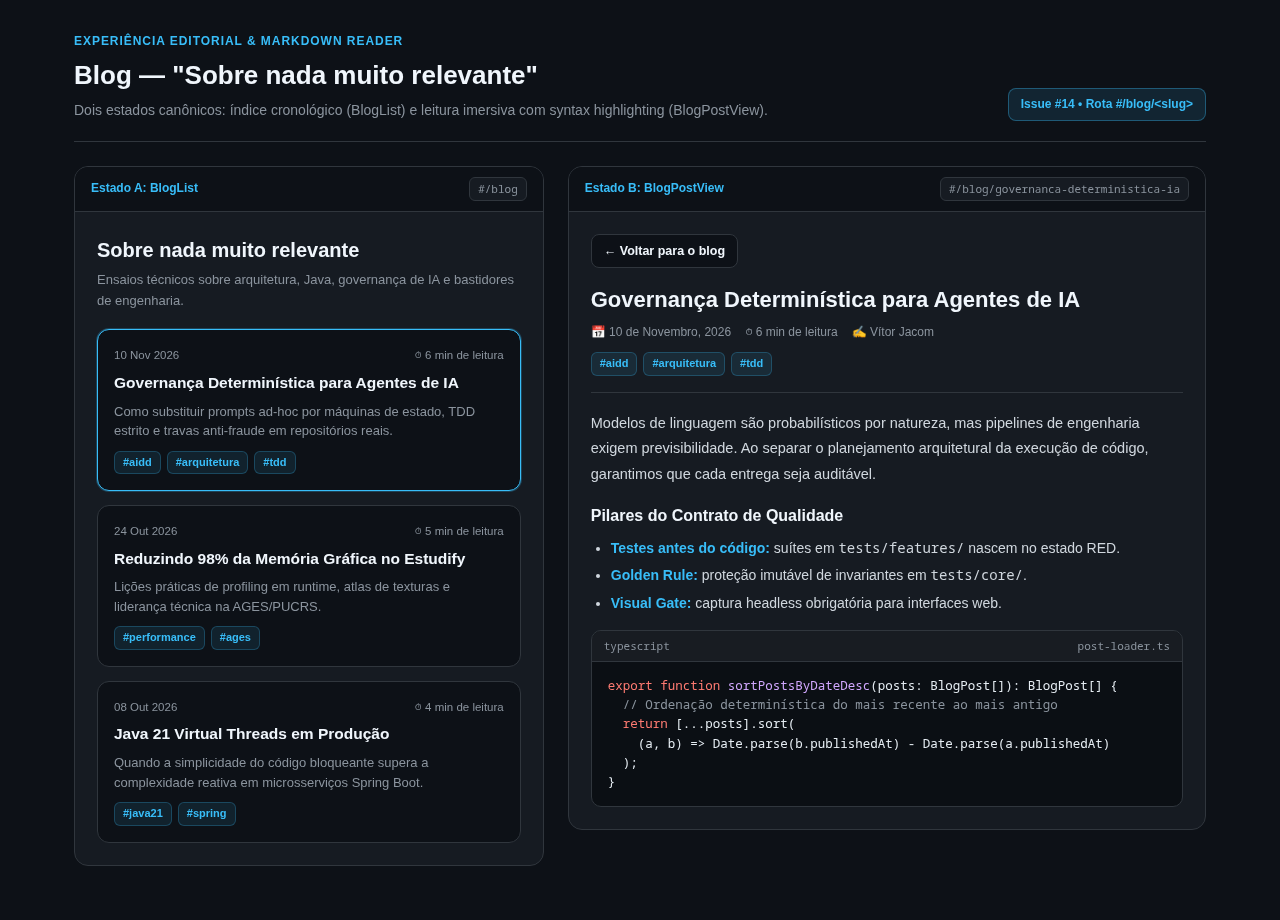 EXPERIÊNCIA EDITORIAL & MARKDOWN READER
Blog — "Sobre nada muito relevante"
Dois estados canônicos: índice cronológico (BlogList) e leitura imersiva com syntax highlighting (BlogPostView).
Issue #14 • Rota #/blog/<slug>
Estado A: BlogList
#/blog
Sobre nada muito relevante
Ensaios técnicos sobre arquitetura, Java, governança de IA e bastidores
de engenharia.
10 Nov 2026
⏱ 6 min de leitura
Governança Determinística para Agentes de IA
Como substituir prompts ad-hoc por máquinas de estado, TDD
estrito e travas anti-fraude em repositórios reais.
#aidd #arquitetura #tdd
24 Out 2026
⏱ 5 min de leitura
Reduzindo 98% da Memória Gráfica no Estudify
Lições práticas de profiling em runtime, atlas de texturas e
liderança técnica na AGES/PUCRS.
#performance #ages
08 Out 2026
⏱ 4 min de leitura
Java 21 Virtual Threads em Produção
Quando a simplicidade do código bloqueante supera a
complexidade reativa em microsserviços Spring Boot.
#java21 #spring
Estado B: BlogPostView
#/blog/governanca-deterministica-ia
← Voltar para o blog
Governança Determinística para Agentes de IA
📅 10 de Novembro, 2026 ⏱ 6 min de leitura ✍️ Vítor Jacom
#aidd #arquitetura #tdd
Modelos de linguagem são probabilísticos por natureza, mas pipelines de engenharia
exigem previsibilidade. Ao separar o planejamento arquitetural da execução de código,
garantimos que cada entrega seja auditável.
Pilares do Contrato de Qualidade
• Testes antes do código: suítes em tests/features/ nascem no estado RED.
• Golden Rule: proteção imutável de invariantes em tests/core/.
• Visual Gate: captura headless obrigatória para interfaces web.
typescript
post-loader.ts
export function sortPostsByDateDesc(posts: BlogPost[]): BlogPost[] {
// Ordenação determinística do mais recente ao mais antigo
return [...posts].sort(
(a, b) => Date.parse(b.publishedAt) - Date.parse(a.publishedAt)
);
}